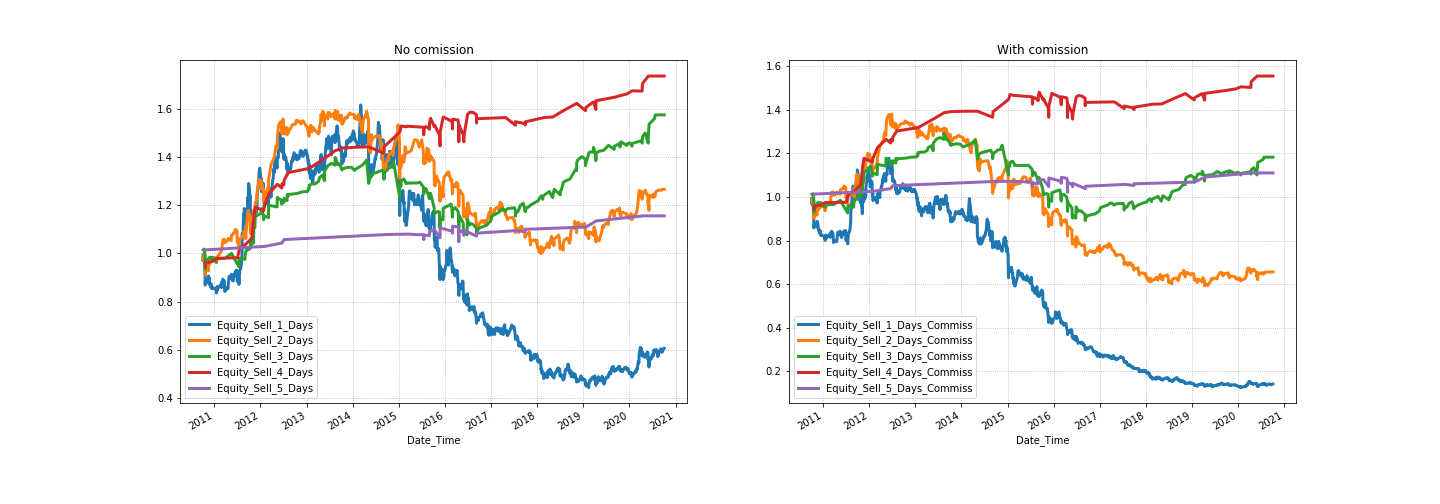 No comission
1.6
1.4
1.2
1.0
0.8
0.6
0.4
Equity_Sell_1_Days
Equity_Sell_2_Days
Equity_Sell_3_Days
Equity_Sell_4_Days
Equity_Sell_5_Days
2011 2012 2013 2014 2015 2016 2017 2018 2019 2020 2021
Date_Time
With comission
1.6
1.4
1.2
1.0
0.8
0.6
0.4
0.2
Equity_Sell_1_Days_Commiss
Equity_Sell_2_Days_Commiss
Equity_Sell_3_Days_Commiss
Equity_Sell_4_Days_Commiss
Equity_Sell_5_Days_Commiss
2011 2012 2013 2014 2015 2016 2017 2018 2019 2020 2021
Date_Time